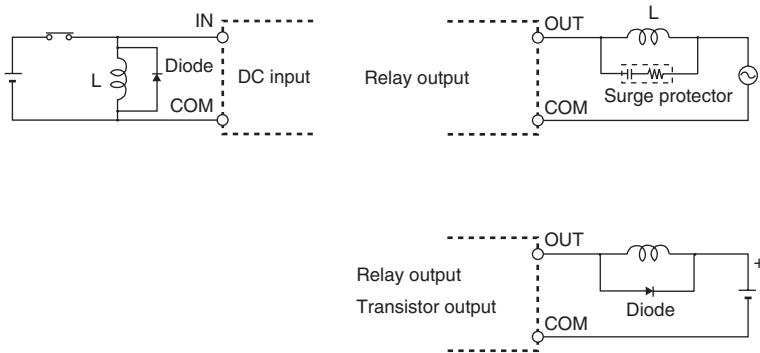 IN
Diode
L
DC input
COM
OUT
L
Relay output
Surge protector
COM
OUT
+
Relay output
Transistor output
Diode
COM